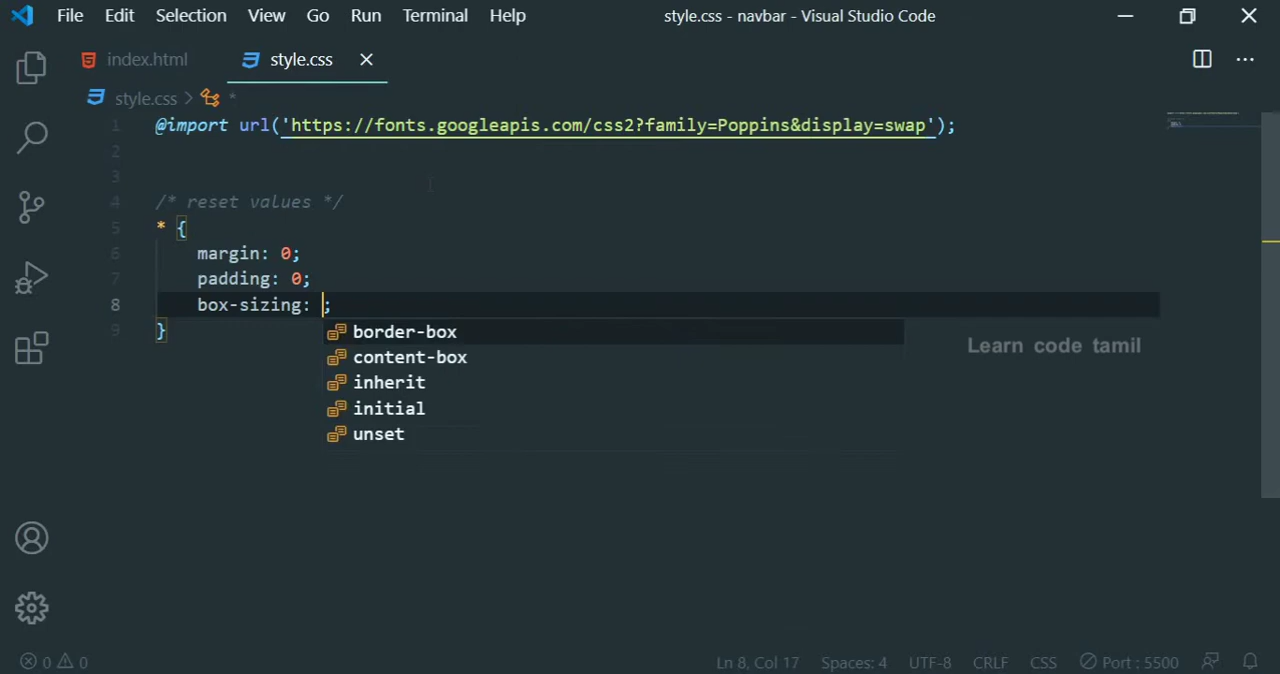 File Edit Selection View Go Run Terminal Help style.css - navbar - Visual Studio Code
index.html style.css
style.css > *
1 @import url('https://fonts.googleapis.com/css2?family=Poppins&display=swap');
2
3
4 /* reset values */
5 * {
6 margin: 0;
7 padding: 0;
8 box-sizing: ;
9 }
border-box
content-box
inherit
initial
unset
Learn code tamil
0 0 Ln 8, Col 17 Spaces: 4 UTF-8 CRLF CSS Port : 5500